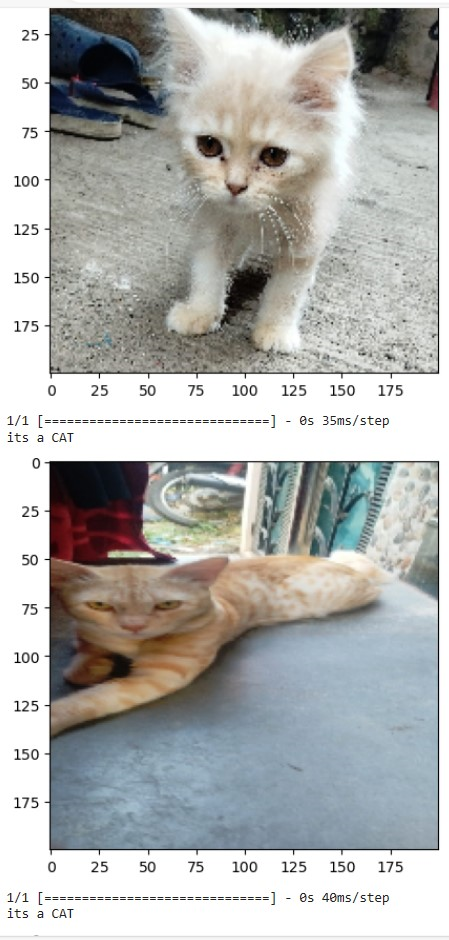 25
50
75
100
125
150
175
0 25 50 75 100 125 150 175
1/1 [==============================] - 0s 35ms/step
its a CAT
0
25
50
75
100
125
150
175
0 25 50 75 100 125 150 175
1/1 [==============================] - 0s 40ms/step
its a CAT